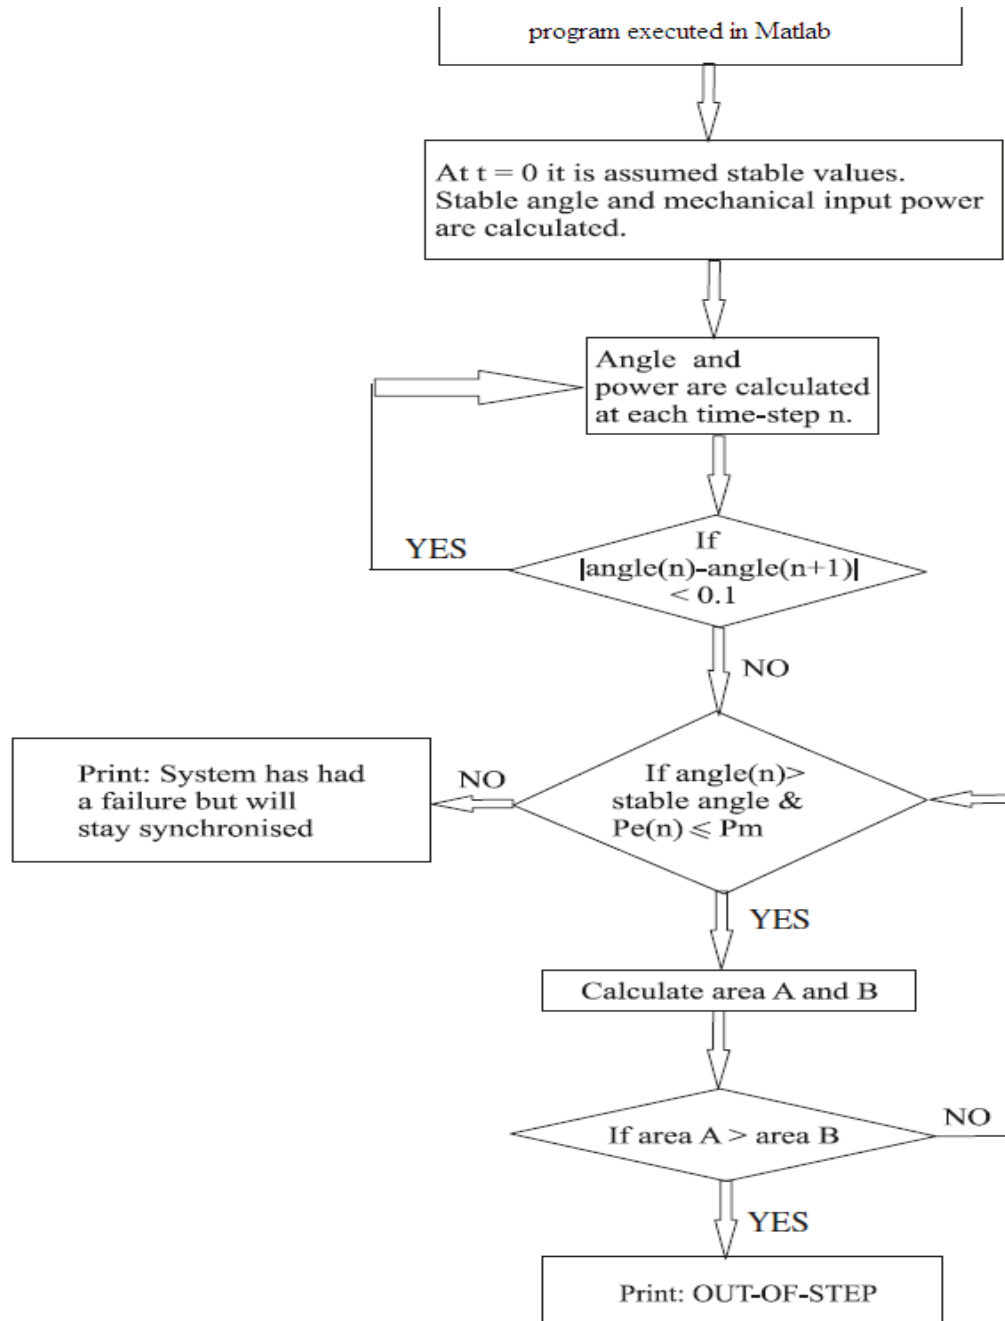 program executed in Matlab
At t = 0 it is assumed stable values.
Stable angle and mechanical input power
are calculated.
Angle and
power are calculated
at each time-step n.
YES
If
|angle(n)-angle(n+1)|
< 0.1
NO
Print: System has had
a failure but will
stay synchronised
NO
If angle(n)>
stable angle &
Pe(n) ⩽ Pm
YES
Calculate area A and B
If area A > area B
NO
YES
Print: OUT-OF-STEP